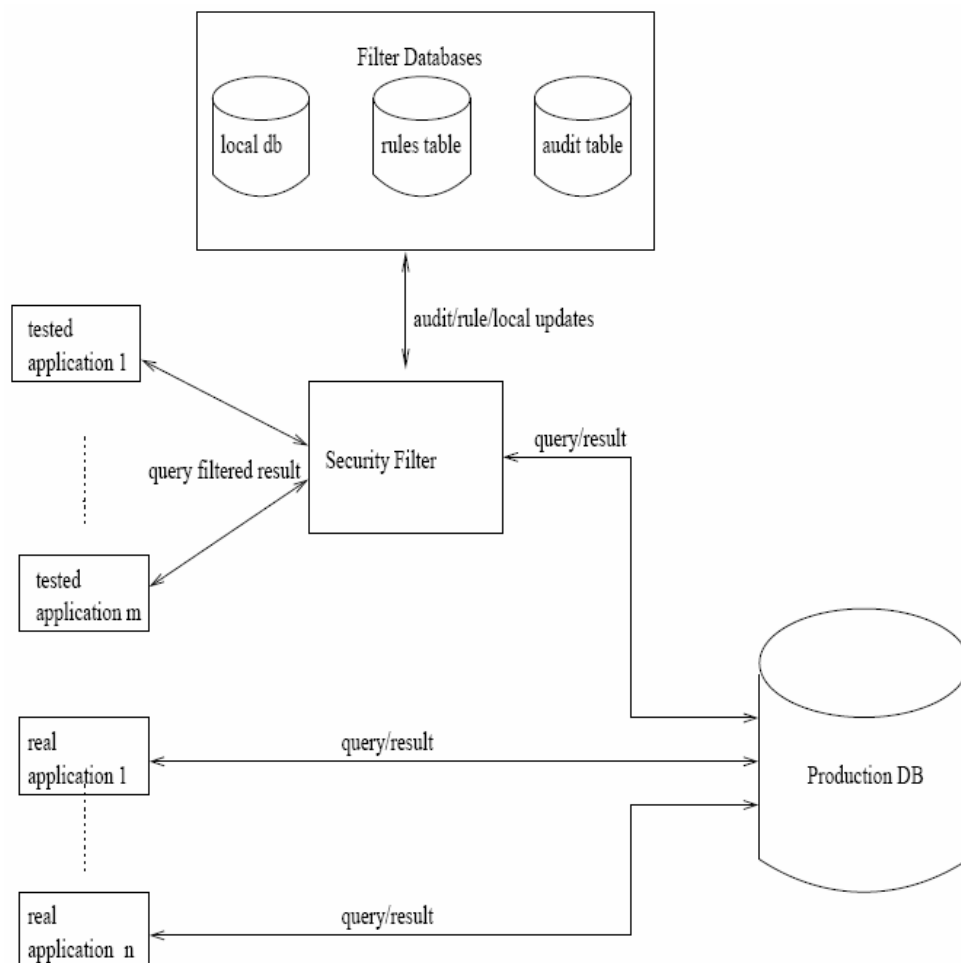 Filter Databases
local db
rules table
audit table
audit/rule/local updates
tested
application 1
query/result
Security Filter
query filtered result
tested
application m
real
application 1
query/result
Production DB
query/result
real
application n